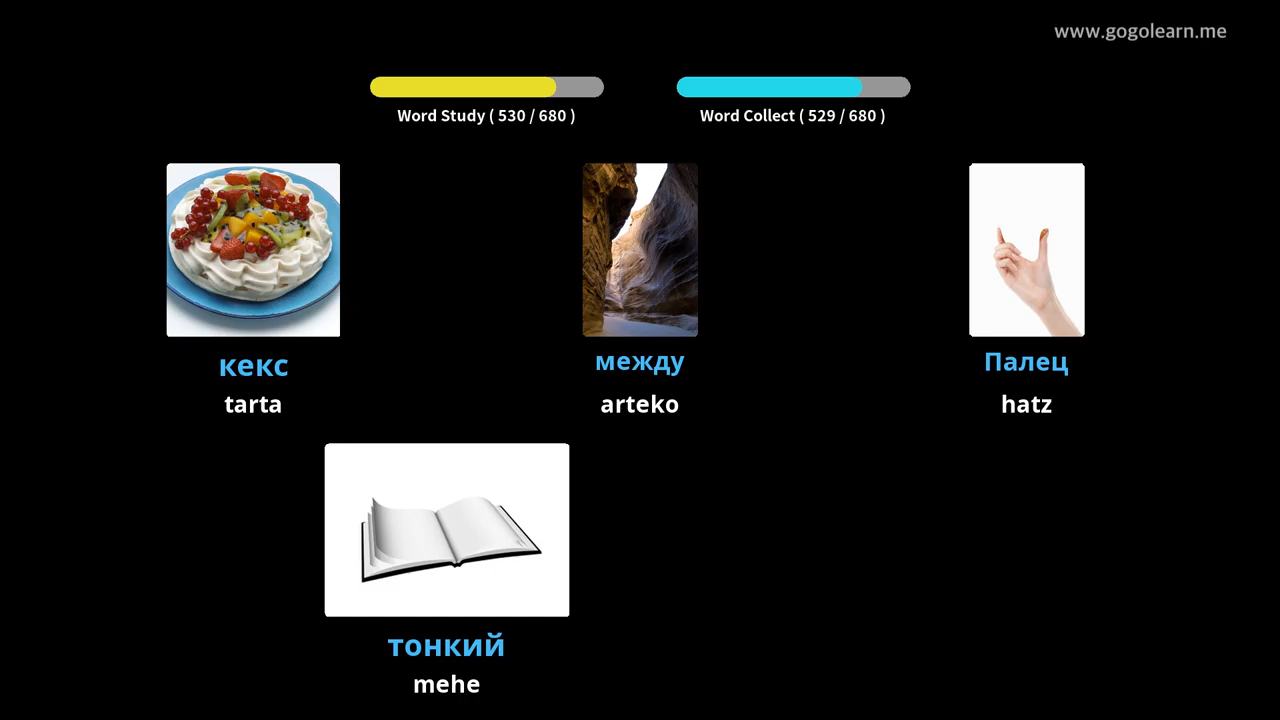 www.gogolearn.me
Word Study ( 530 / 680 )
Word Collect ( 529 / 680 )
кекс
tarta
между
arteko
Палец
hatz
тонкий
mehe